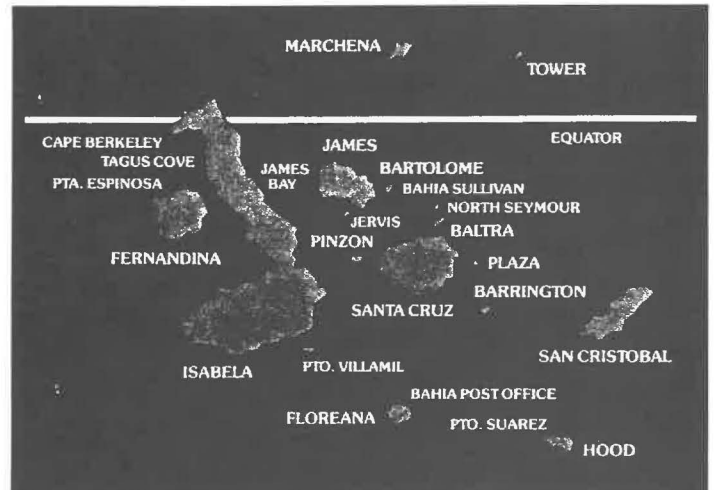 MARCHENA
TOWER
EQUATOR
CAPE BERKELEY
TAGUS COVE
PTA. ESPINOSA
JAMES
JAMES
BAY
BARTOLOME
BAHIA SULLIVAN
NORTH SEYMOUR
JERVIS
BALTRA
PINZON
FERNANDINA
PLAZA
BARRINGTON
SANTA CRUZ
SAN CRISTOBAL
ISABELA
PTO. VILLAMIL
BAHIA POST OFFICE
FLOREANA
PTO. SUAREZ
HOOD